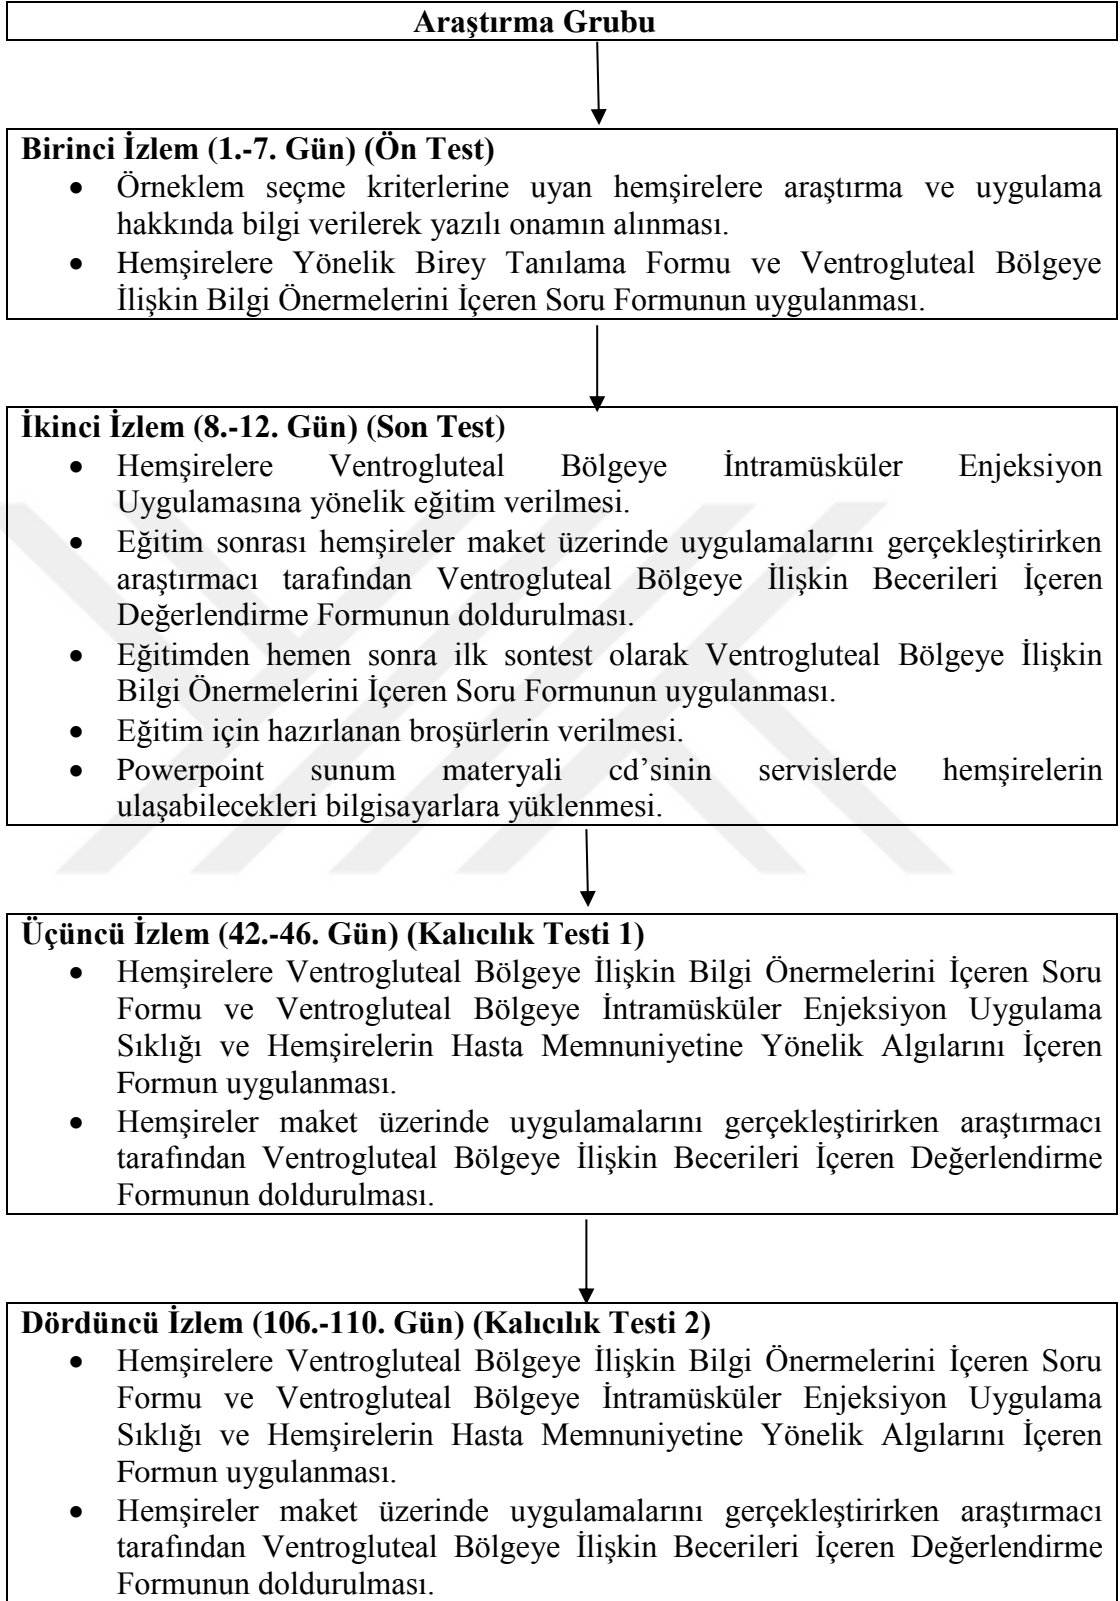 Araştırma Grubu
Birinci İzlem (1.-7. Gün) (Ön Test)
• Örneklem seçme kriterlerine uyan hemşirelere araştırma ve uygulama
hakkında bilgi verilerek yazılı onamın alınması.
• Hemşirelere Yönelik Birey Tanılama Formu ve Ventrogluteal Bölgeye
İlişkin Bilgi Önermelerini İçeren Soru Formunun uygulanması.
İkinci İzlem (8.-12. Gün) (Son Test)
• Hemşirelere Ventrogluteal Bölgeye İntramüsküler Enjeksiyon
Uygulamasına yönelik eğitim verilmesi.
• Eğitim sonrası hemşireler maket üzerinde uygulamalarını gerçekleştirirken
araştırmacı tarafından Ventrogluteal Bölgeye İlişkin Becerileri İçeren
Değerlendirme Formunun doldurulması.
• Eğitimden hemen sonra ilk sontest olarak Ventrogluteal Bölgeye İlişkin
Bilgi Önermelerini İçeren Soru Formunun uygulanması.
• Eğitim için hazırlanan broşürlerin verilmesi.
• Powerpoint sunum materyali cd’sinin servislerde hemşirelerin
ulaşabilecekleri bilgisayarlara yüklenmesi.
Üçüncü İzlem (42.-46. Gün) (Kalıcılık Testi 1)
• Hemşirelere Ventrogluteal Bölgeye İlişkin Bilgi Önermelerini İçeren Soru
Formu ve Ventrogluteal Bölgeye İntramüsküler Enjeksiyon Uygulama
Sıklığı ve Hemşirelerin Hasta Memnuniyetine Yönelik Algılarını İçeren
Formun uygulanması.
• Hemşireler maket üzerinde uygulamalarını gerçekleştirirken araştırmacı
tarafından Ventrogluteal Bölgeye İlişkin Becerileri İçeren Değerlendirme
Formunun doldurulması.
Dördüncü İzlem (106.-110. Gün) (Kalıcılık Testi 2)
• Hemşirelere Ventrogluteal Bölgeye İlişkin Bilgi Önermelerini İçeren Soru
Formu ve Ventrogluteal Bölgeye İntramüsküler Enjeksiyon Uygulama
Sıklığı ve Hemşirelerin Hasta Memnuniyetine Yönelik Algılarını İçeren
Formun uygulanması.
• Hemşireler maket üzerinde uygulamalarını gerçekleştirirken araştırmacı
tarafından Ventrogluteal Bölgeye İlişkin Becerileri İçeren Değerlendirme
Formunun doldurulması.